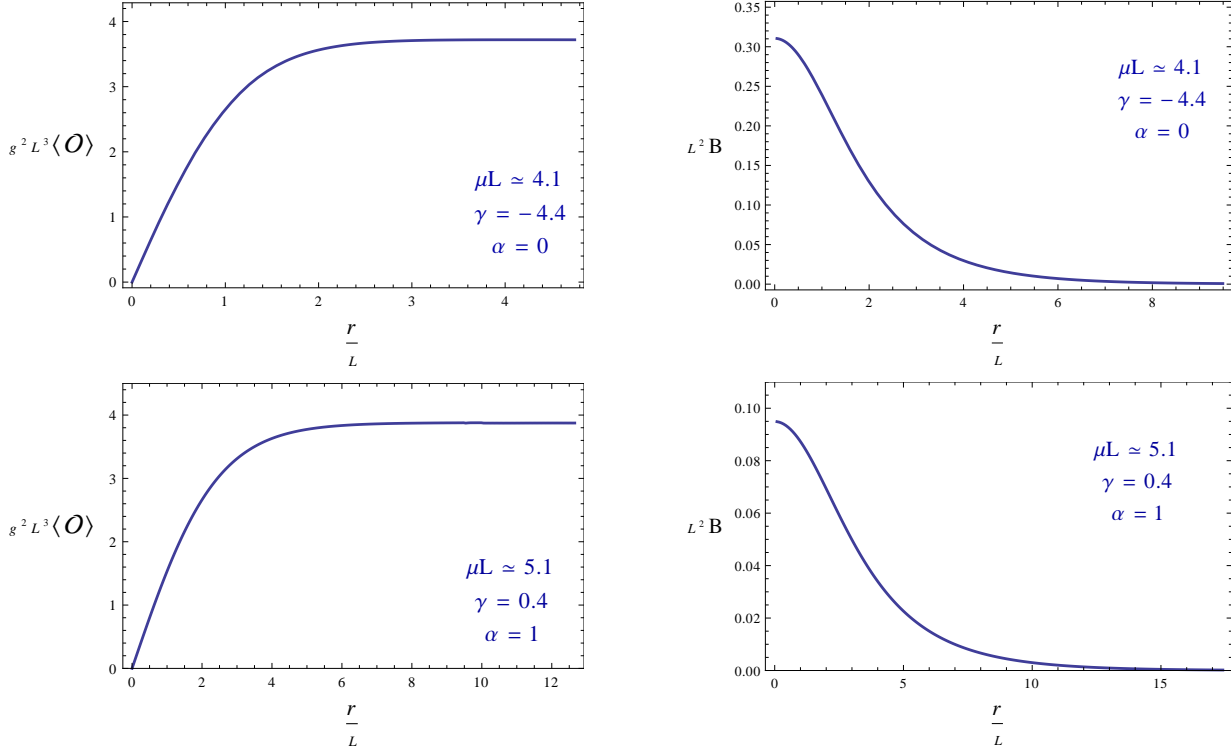 4
3
2
1
0
g² L³⟨𝒪⟩
μL ≃ 4.1
γ = − 4.4
α = 0
0 1 2 3 4
r
L
0.35
0.30
0.25
0.20
0.15
0.10
0.05
0.00
L² B
μL ≃ 4.1
γ = − 4.4
α = 0
0 2 4 6 8
r
L
4
3
2
1
0
g² L³⟨𝒪⟩
μL ≃ 5.1
γ = 0.4
α = 1
0 2 4 6 8 10 12
r
L
0.10
0.08
0.06
0.04
0.02
0.00
L² B
μL ≃ 5.1
γ = 0.4
α = 1
0 5 10 15
r
L